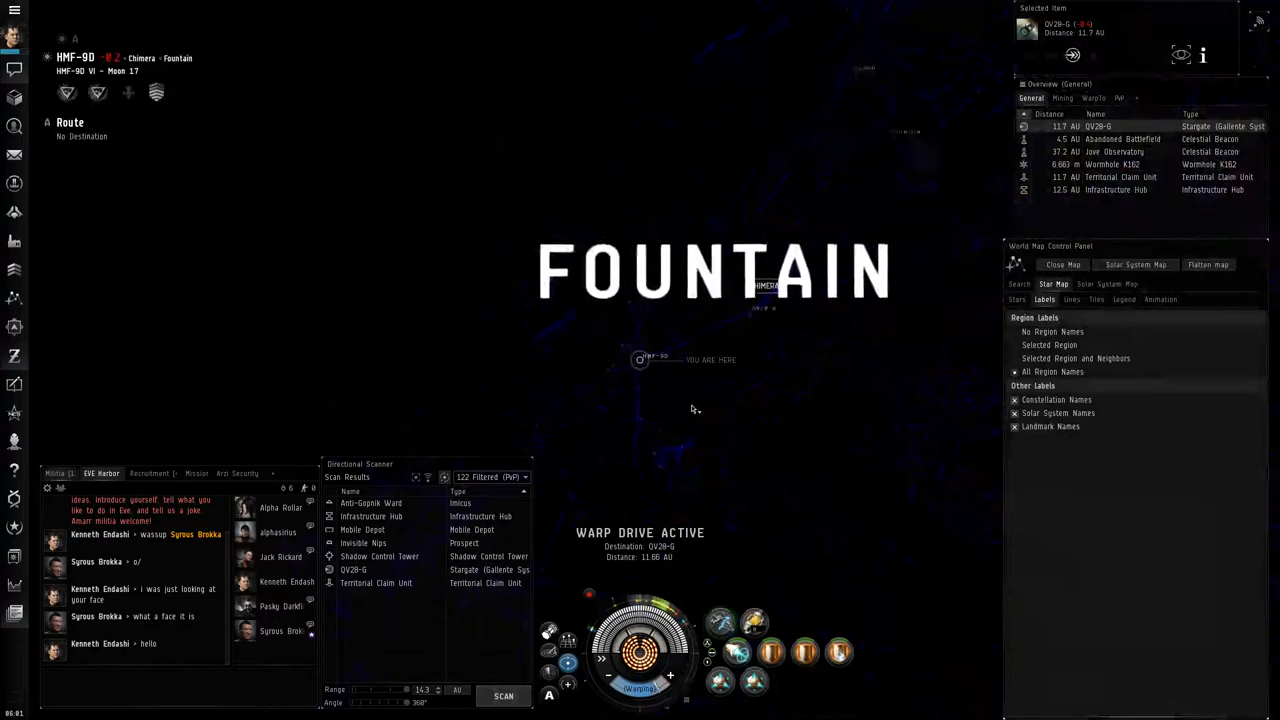 HMF-9D -0.2 ‹ Chimera ‹ Fountain
HMF-9D VI - Moon 17
Route
No Destination
FOUNTAIN
HMF-9D
YOU ARE HERE
WARP DRIVE ACTIVE
Destination: QV28-G
Distance: 11.66 AU
(Warping)
Selected Item
QV28-G (-0.4)
Distance: 11.7 AU
Overview (General)
General Mining WarpTo PvP +
Distance Name Type
11.7 AU QV28-G Stargate (Gallente Syst
4.5 AU Abandoned Battlefield Celestial Beacon
37.2 AU Jove Observatory Celestial Beacon
6.663 m Wormhole K162 Wormhole K162
11.7 AU Territorial Claim Unit Territorial Claim Unit
12.5 AU Infrastructure Hub Infrastructure Hub
World Map Control Panel
Close Map Solar System Map Flatten map
Search Star Map Solar System Map
Stars Labels Lines Tiles Legend Animation
Region Labels
No Region Names
Selected Region
Selected Region and Neighbors
All Region Names
Other Labels
Constellation Names
Solar System Names
Landmark Names
EVE Harbor Recruitment Mission Arzi Security
6 0
ideas. Introduce yourself, tell what you
like to do in Eve, and tell us a joke.
Amarr militia welcome!
Kenneth Endashi > wassup Syrous Brokka
Syrous Brokka > o/
Kenneth Endashi > i was just looking at
your face
Syrous Brokka > what a face it is
Kenneth Endashi > hello
Alpha Rollar
alphasirius
Jack Rickard
Kenneth Endash
Pasky Darkfi
Syrous Brok
Directional Scanner
Scan Results 122 Filtered (PvP)
Name Type
Anti-Gopnik Ward Imicus
Infrastructure Hub Infrastructure Hub
Mobile Depot Mobile Depot
Invisible Nips Prospect
Shadow Control Tower Shadow Control Tower
QV28-G Stargate (Gallente Sys
Territorial Claim Unit Territorial Claim Unit
Range 14.3 AU
Angle 360°
SCAN
06:01